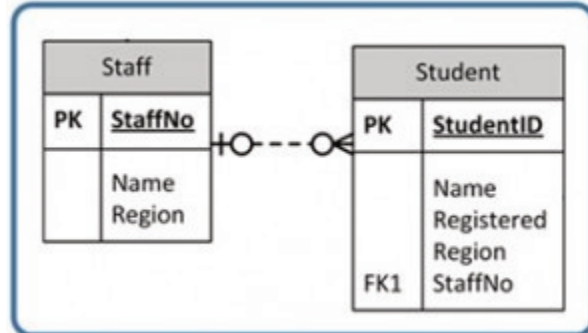 Staff
PK StaffNo
Name
Region
Student
PK StudentID
Name
Registered
Region
FK1 StaffNo